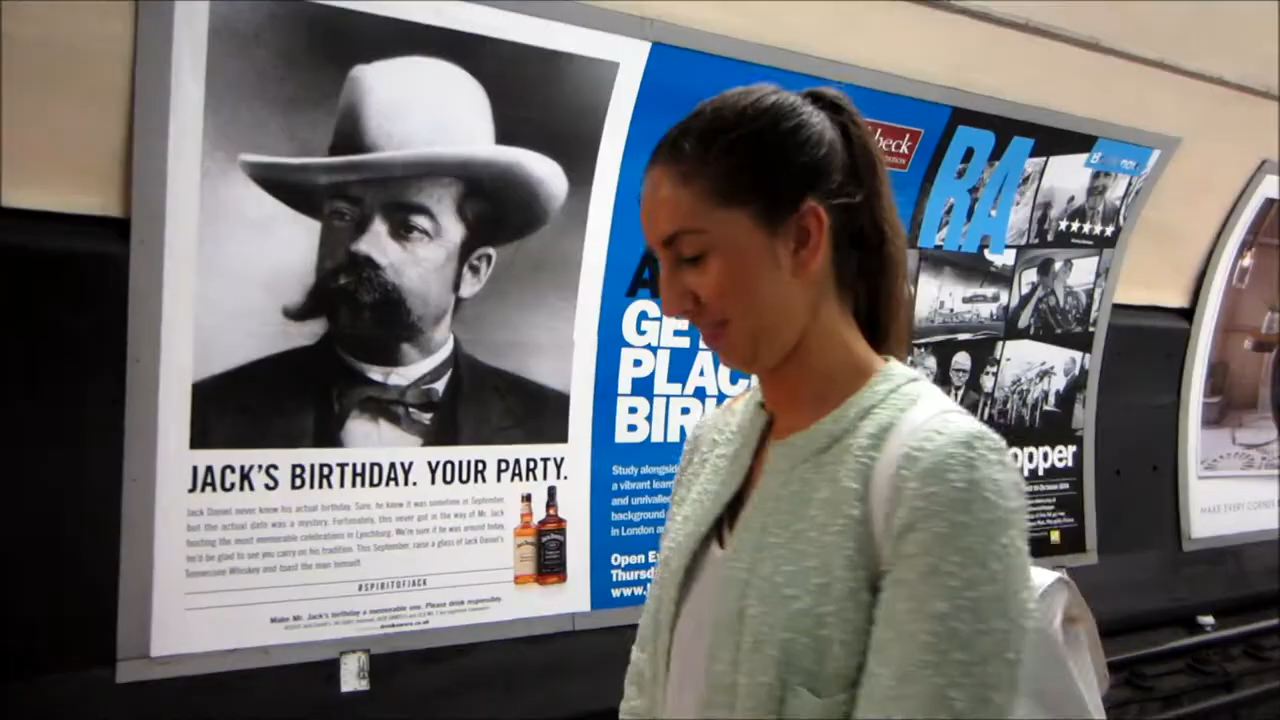 JACK'S BIRTHDAY. YOUR PARTY.
Jack Daniel never knew his actual birthday. Sure, he knew it was sometime in September,
but the actual date was a mystery. Fortunately, this never got in the way of Mr. Jack
hosting the most memorable celebrations in Lynchburg. We're sure if he was around today,
he'd be glad to see you carry on his tradition. This September, raise a glass of Jack Daniel's
Tennessee Whiskey and toast the man himself.
#SPIRITOFJACK
Make Mr. Jack's birthday a memorable one. Please drink responsibly.
beck
A
GE
PLAC
BIR
Study alongside
a vibrant learn
and unrivalle
background
in London a
Open E
Thursd
www.
RA
★★★★★
opper
MAKE EVERY CORNER